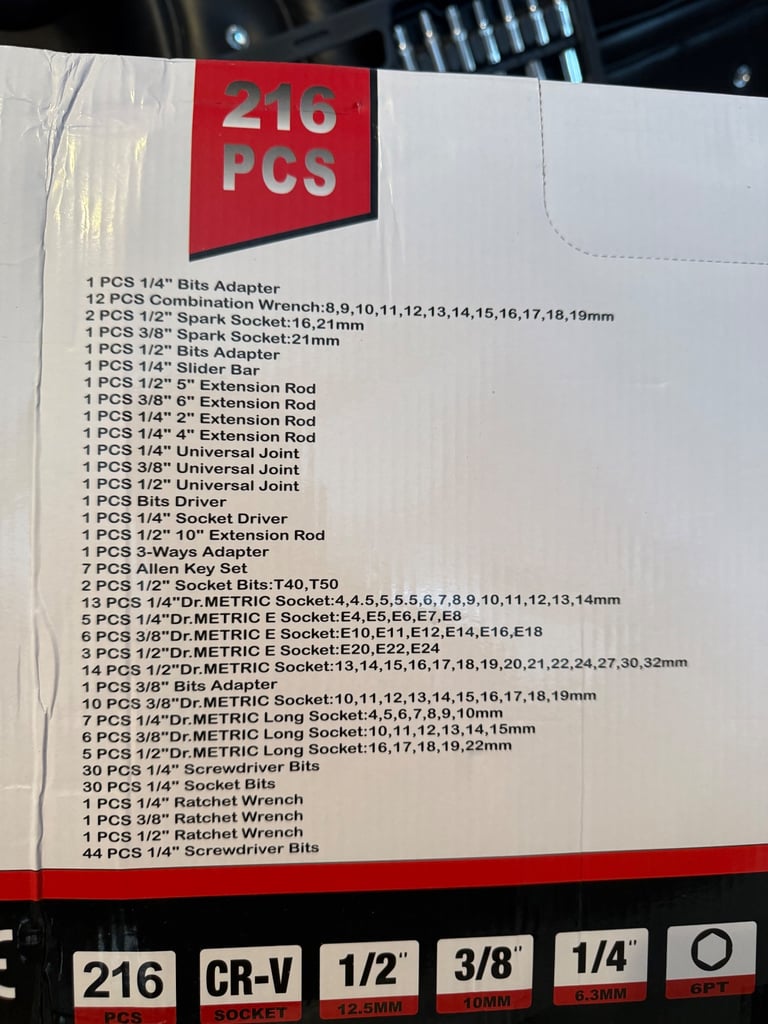 216
PCS
1 PCS 1/4" Bits Adapter
12 PCS Combination Wrench:8,9,10,11,12,13,14,15,16,17,18,19mm
2 PCS 1/2" Spark Socket:16,21mm
1 PCS 3/8" Spark Socket:21mm
1 PCS 1/2" Bits Adapter
1 PCS 1/4" Slider Bar
1 PCS 1/2" 5" Extension Rod
1 PCS 3/8" 6" Extension Rod
1 PCS 1/4" 2" Extension Rod
1 PCS 1/4" 4" Extension Rod
1 PCS 1/4" Universal Joint
1 PCS 3/8" Universal Joint
1 PCS 1/2" Universal Joint
1 PCS Bits Driver
1 PCS 1/4" Socket Driver
1 PCS 1/2" 10" Extension Rod
1 PCS 3-Ways Adapter
7 PCS Allen Key Set
2 PCS 1/2" Socket Bits:T40,T50
13 PCS 1/4"Dr.METRIC Socket:4,4.5,5,5.5,6,7,8,9,10,11,12,13,14mm
5 PCS 1/4"Dr.METRIC E Socket:E4,E5,E6,E7,E8
6 PCS 3/8"Dr.METRIC E Socket:E10,E11,E12,E14,E16,E18
3 PCS 1/2"Dr.METRIC E Socket:E20,E22,E24
14 PCS 1/2"Dr.METRIC Socket:13,14,15,16,17,18,19,20,21,22,24,27,30,32mm
1 PCS 3/8" Bits Adapter
10 PCS 3/8"Dr.METRIC Socket:10,11,12,13,14,15,16,17,18,19mm
7 PCS 1/4"Dr.METRIC Long Socket:4,5,6,7,8,9,10mm
6 PCS 3/8"Dr.METRIC Long Socket:10,11,12,13,14,15mm
5 PCS 1/2"Dr.METRIC Long Socket:16,17,18,19,22mm
30 PCS 1/4" Screwdriver Bits
30 PCS 1/4" Socket Bits
1 PCS 1/4" Ratchet Wrench
1 PCS 3/8" Ratchet Wrench
1 PCS 1/2" Ratchet Wrench
44 PCS 1/4" Screwdriver Bits
216 CR-V 1/2" 3/8" 1/4"
PCS SOCKET 12.5MM 10MM 6.3MM 6PT